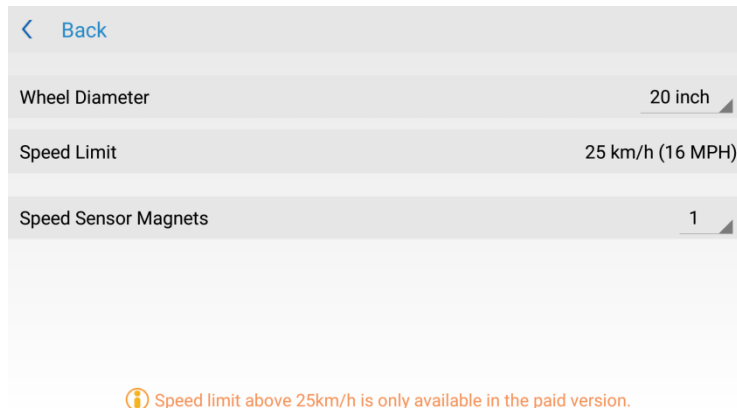 Back
Wheel Diameter 20 inch
Speed Limit 25 km/h (16 MPH)
Speed Sensor Magnets 1
Speed limit above 25km/h is only available in the paid version.